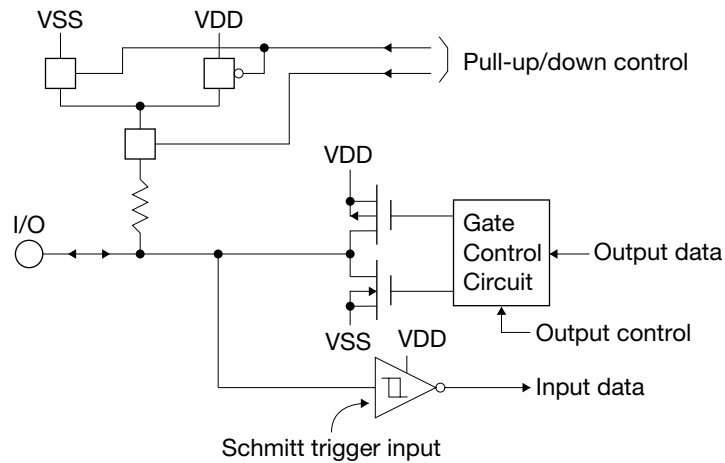 VSS
VDD
Pull-up/down control
VDD
I/O
Gate
Control
Circuit
Output data
Output control
VSS
VDD
Input data
Schmitt trigger input